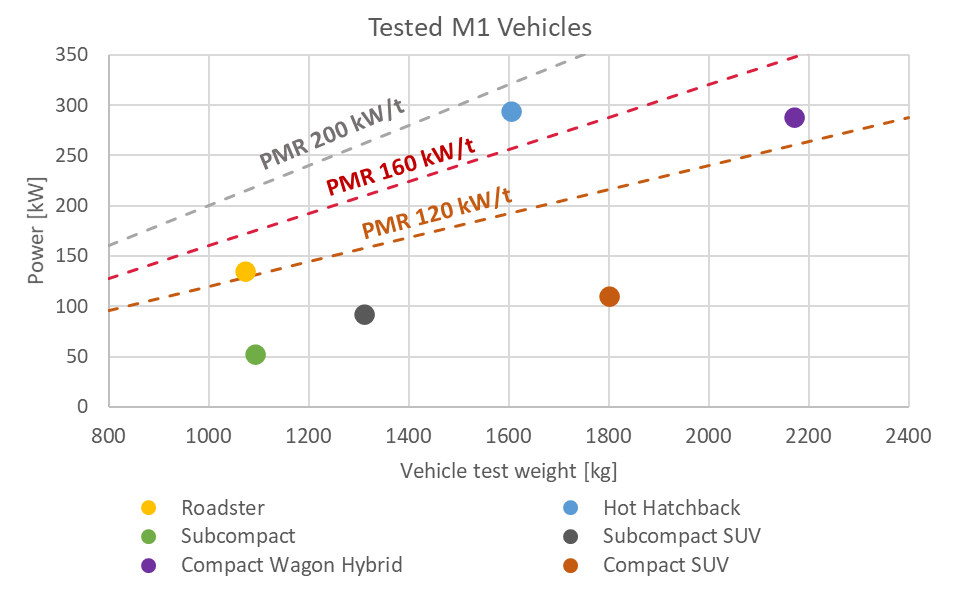 Tested M1 Vehicles
350
300
250
200
150
100
50
0
Power [kW]
PMR 200 kW/t
PMR 160 kW/t
PMR 120 kW/t
800 1000 1200 1400 1600 1800 2000 2200 2400
Vehicle test weight [kg]
Roadster Hot Hatchback
Subcompact Subcompact SUV
Compact Wagon Hybrid Compact SUV